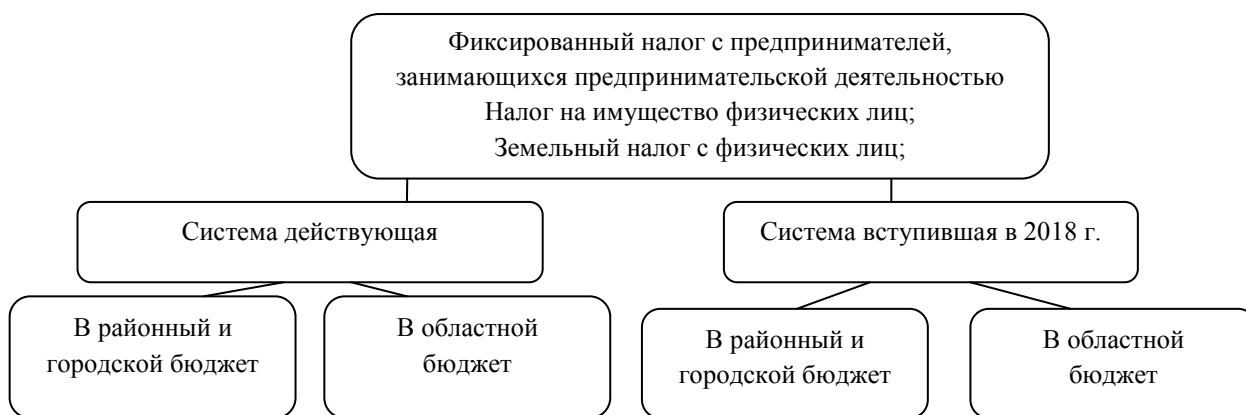 Фиксированный налог с предпринимателей,
занимающихся предпринимательской деятельностью
Налог на имущество физических лиц;
Земельный налог с физических лиц;
Система действующая
Система вступившая в 2018 г.
В районный и
городской бюджет
В областной
бюджет
В районный и
городской бюджет
В областной
бюджет